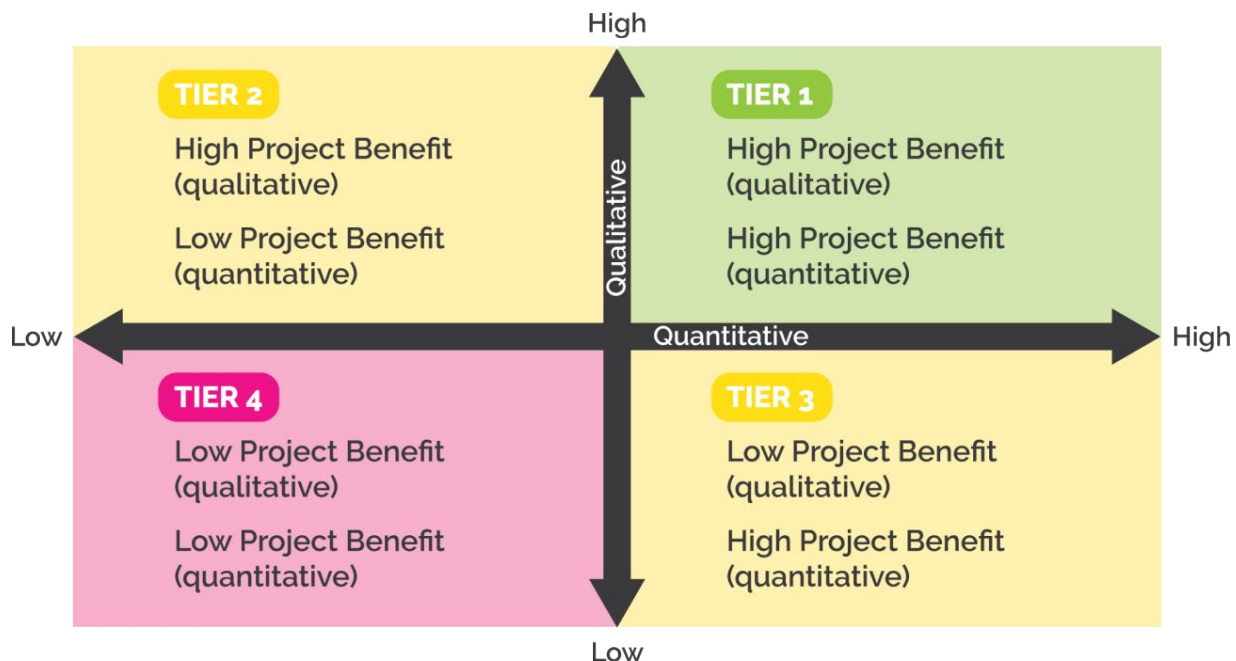 High
TIER 2
High Project Benefit
(qualitative)
Low Project Benefit
(quantitative)
TIER 1
High Project Benefit
(qualitative)
High Project Benefit
(quantitative)
Qualitative
Low
Quantitative
High
TIER 4
Low Project Benefit
(qualitative)
Low Project Benefit
(quantitative)
TIER 3
Low Project Benefit
(qualitative)
High Project Benefit
(quantitative)
Low